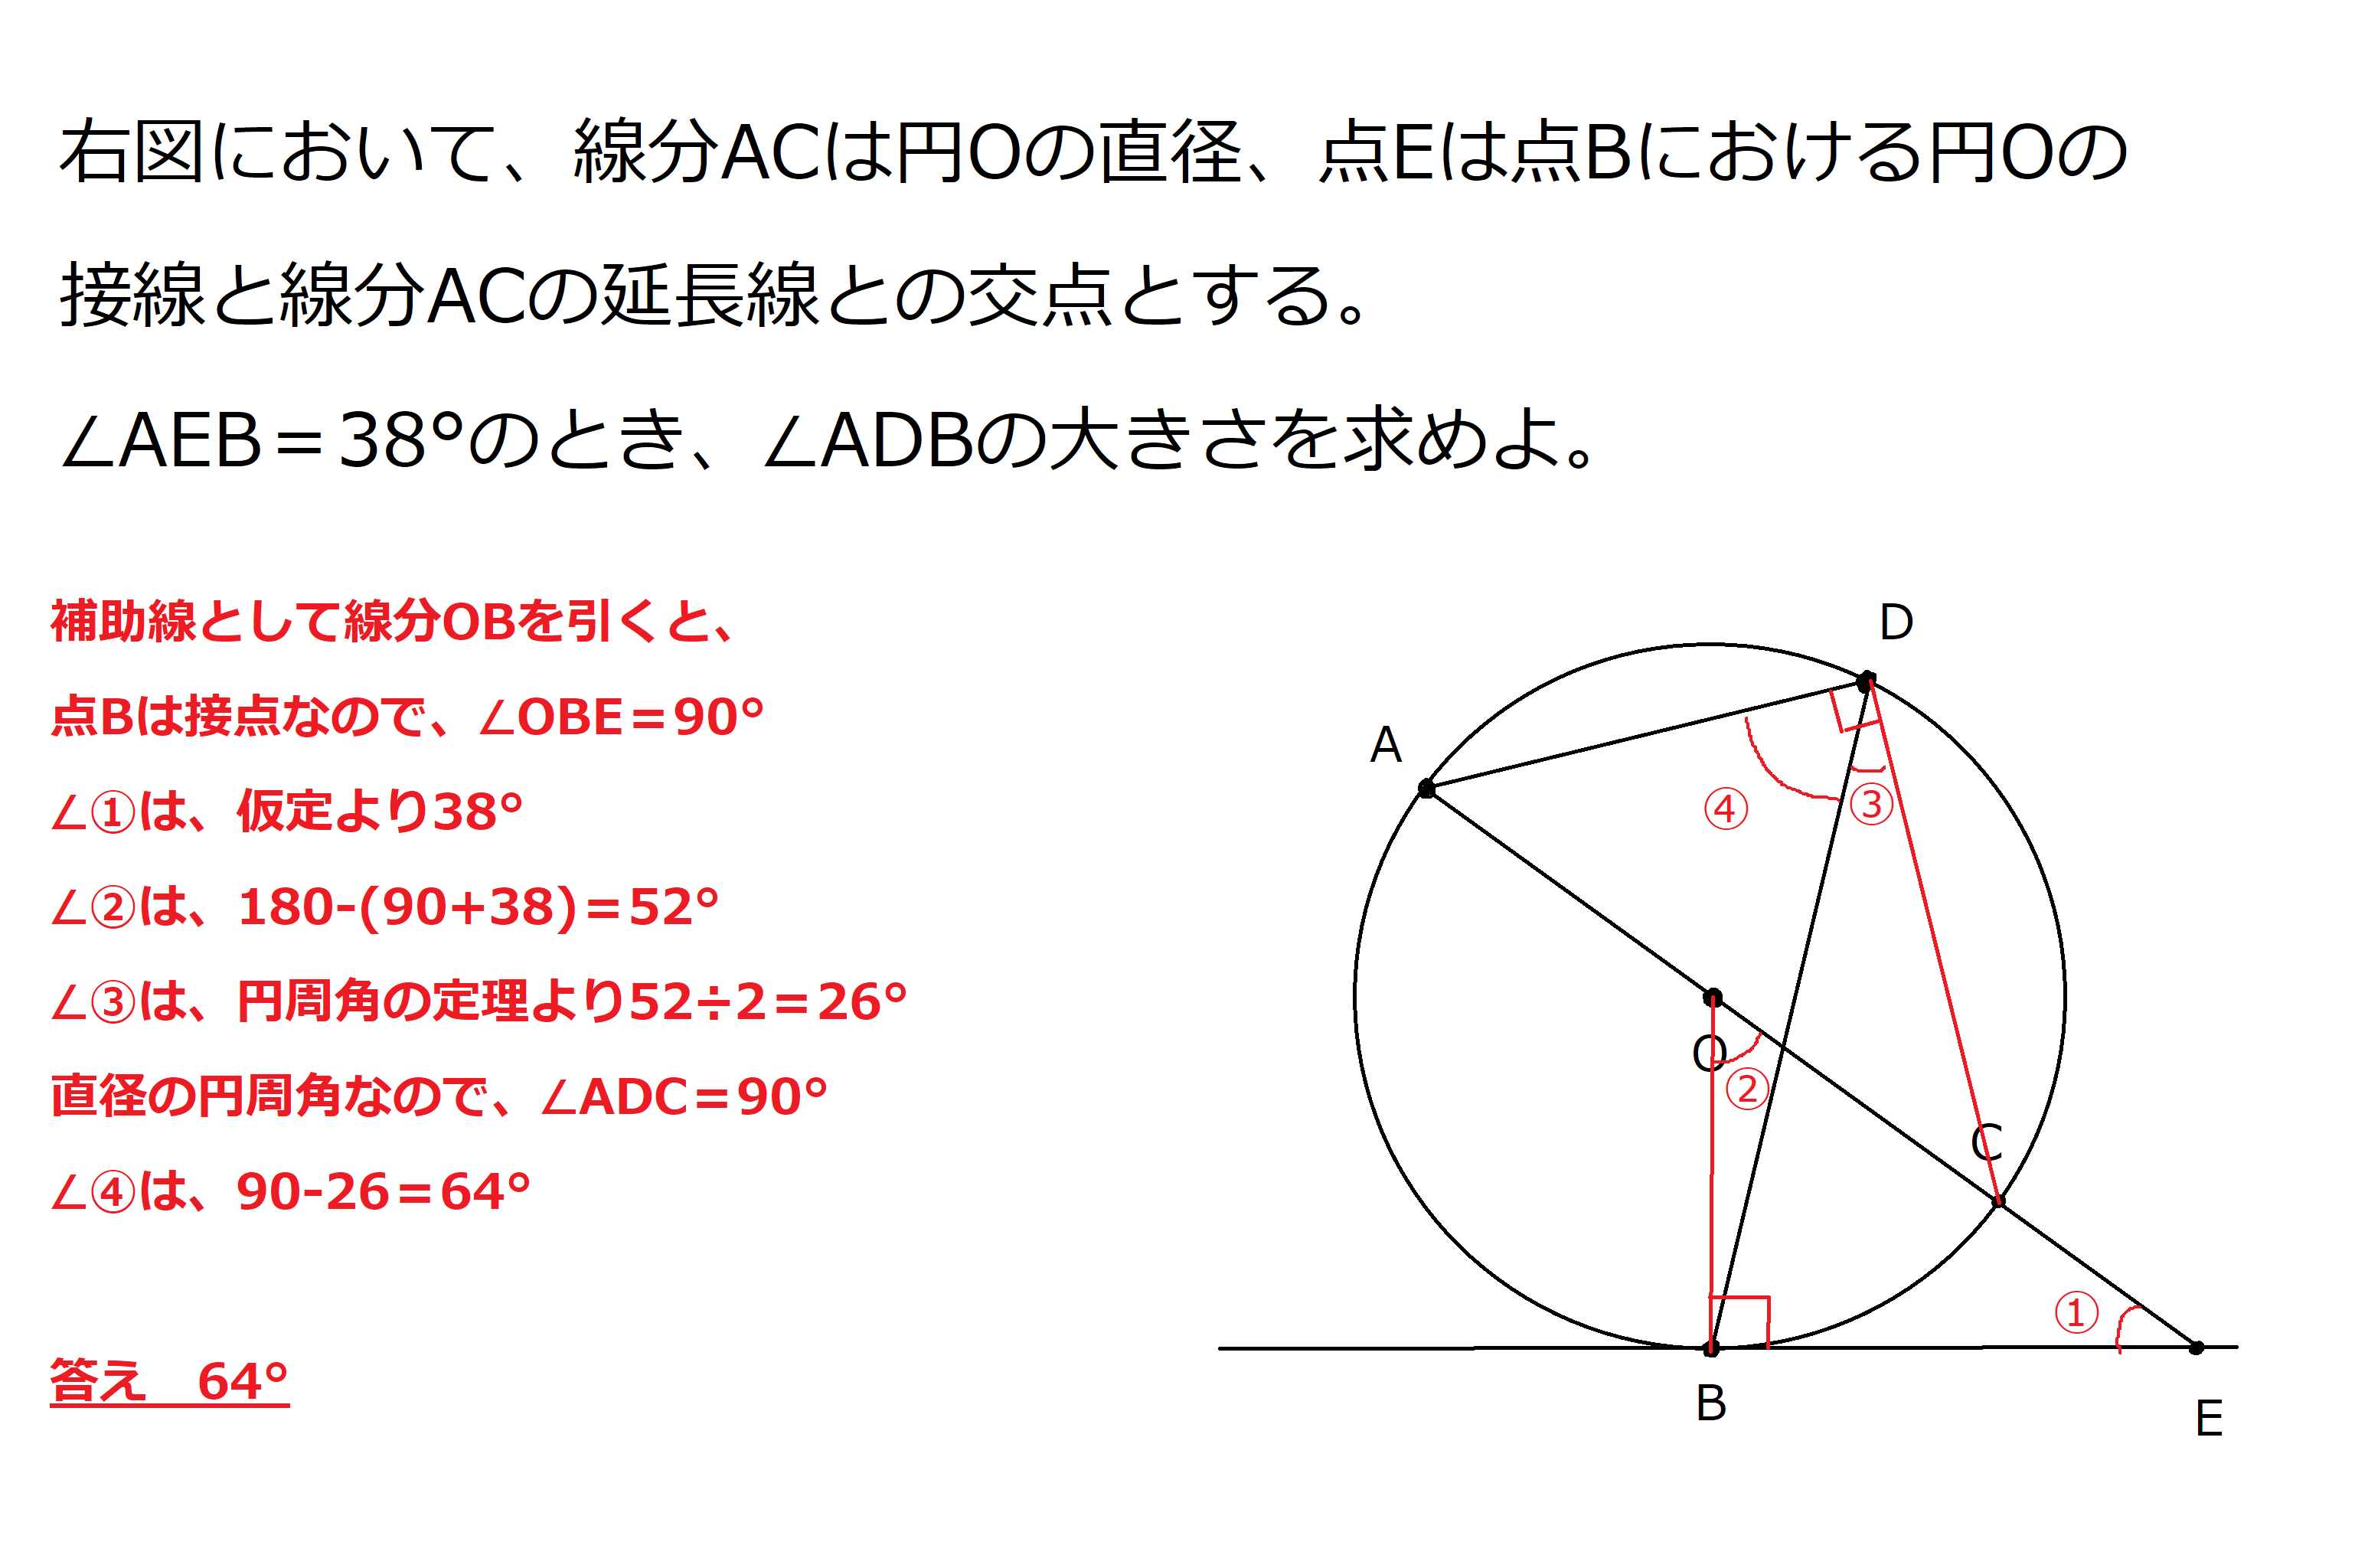 右図において、線分ACは円Oの直径、点Eは点Bにおける円Oの
接線と線分ACの延長線との交点とする。
∠AEB＝38°のとき、∠ADBの大きさを求めよ。
補助線として線分OBを引くと、
点Bは接点なので、∠OBE＝90°
∠①は、仮定より38°
∠②は、180-(90+38)＝52°
∠③は、円周角の定理より52÷2＝26°
直径の円周角なので、∠ADC＝90°
∠④は、90-26＝64°
答え　64°
D
A
④
③
O
②
C
①
B
E